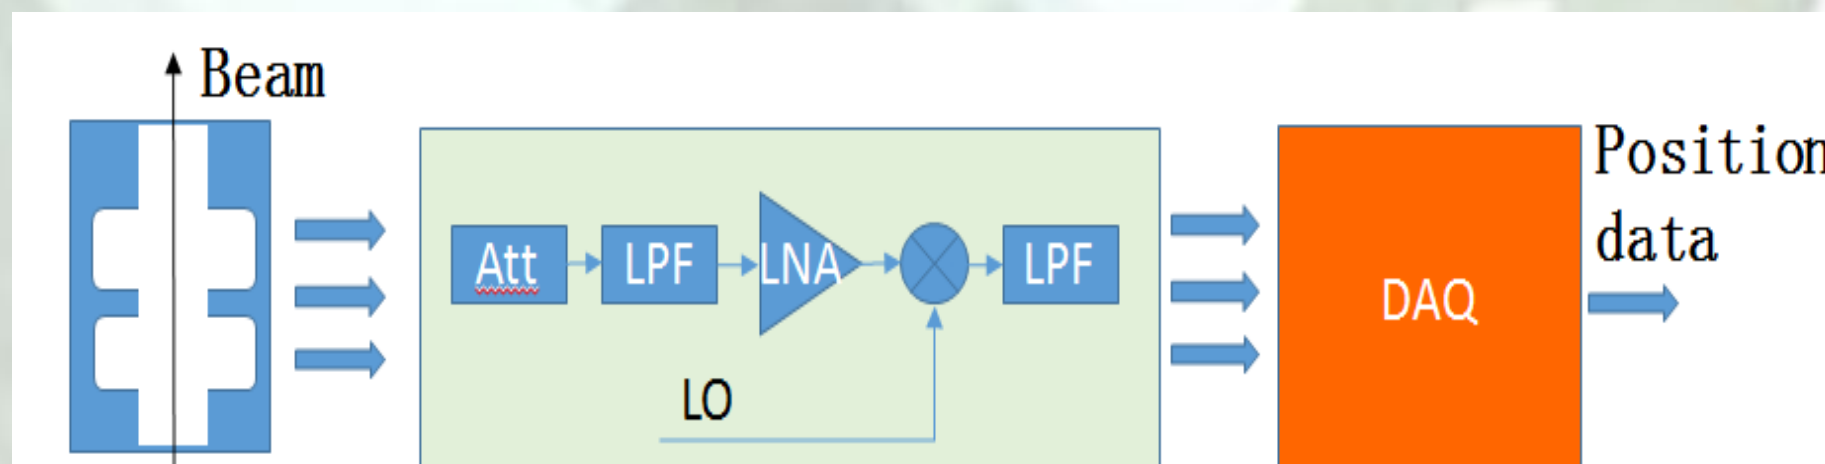 Beam
Att
LPF
LNA
LPF
LO
DAQ
Position
data